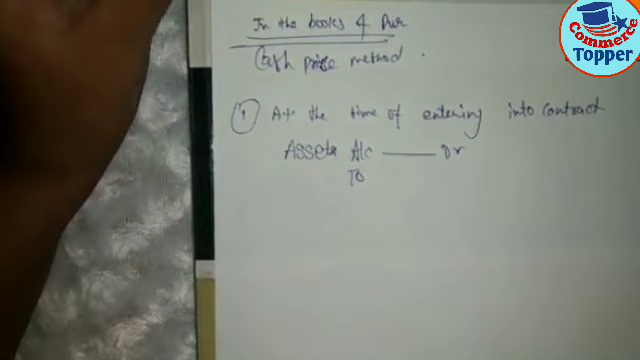 In the books of Pur
Cash price method
① At the time of entering into contract
Assets A/c —— Dr
To
Commerce
Topper